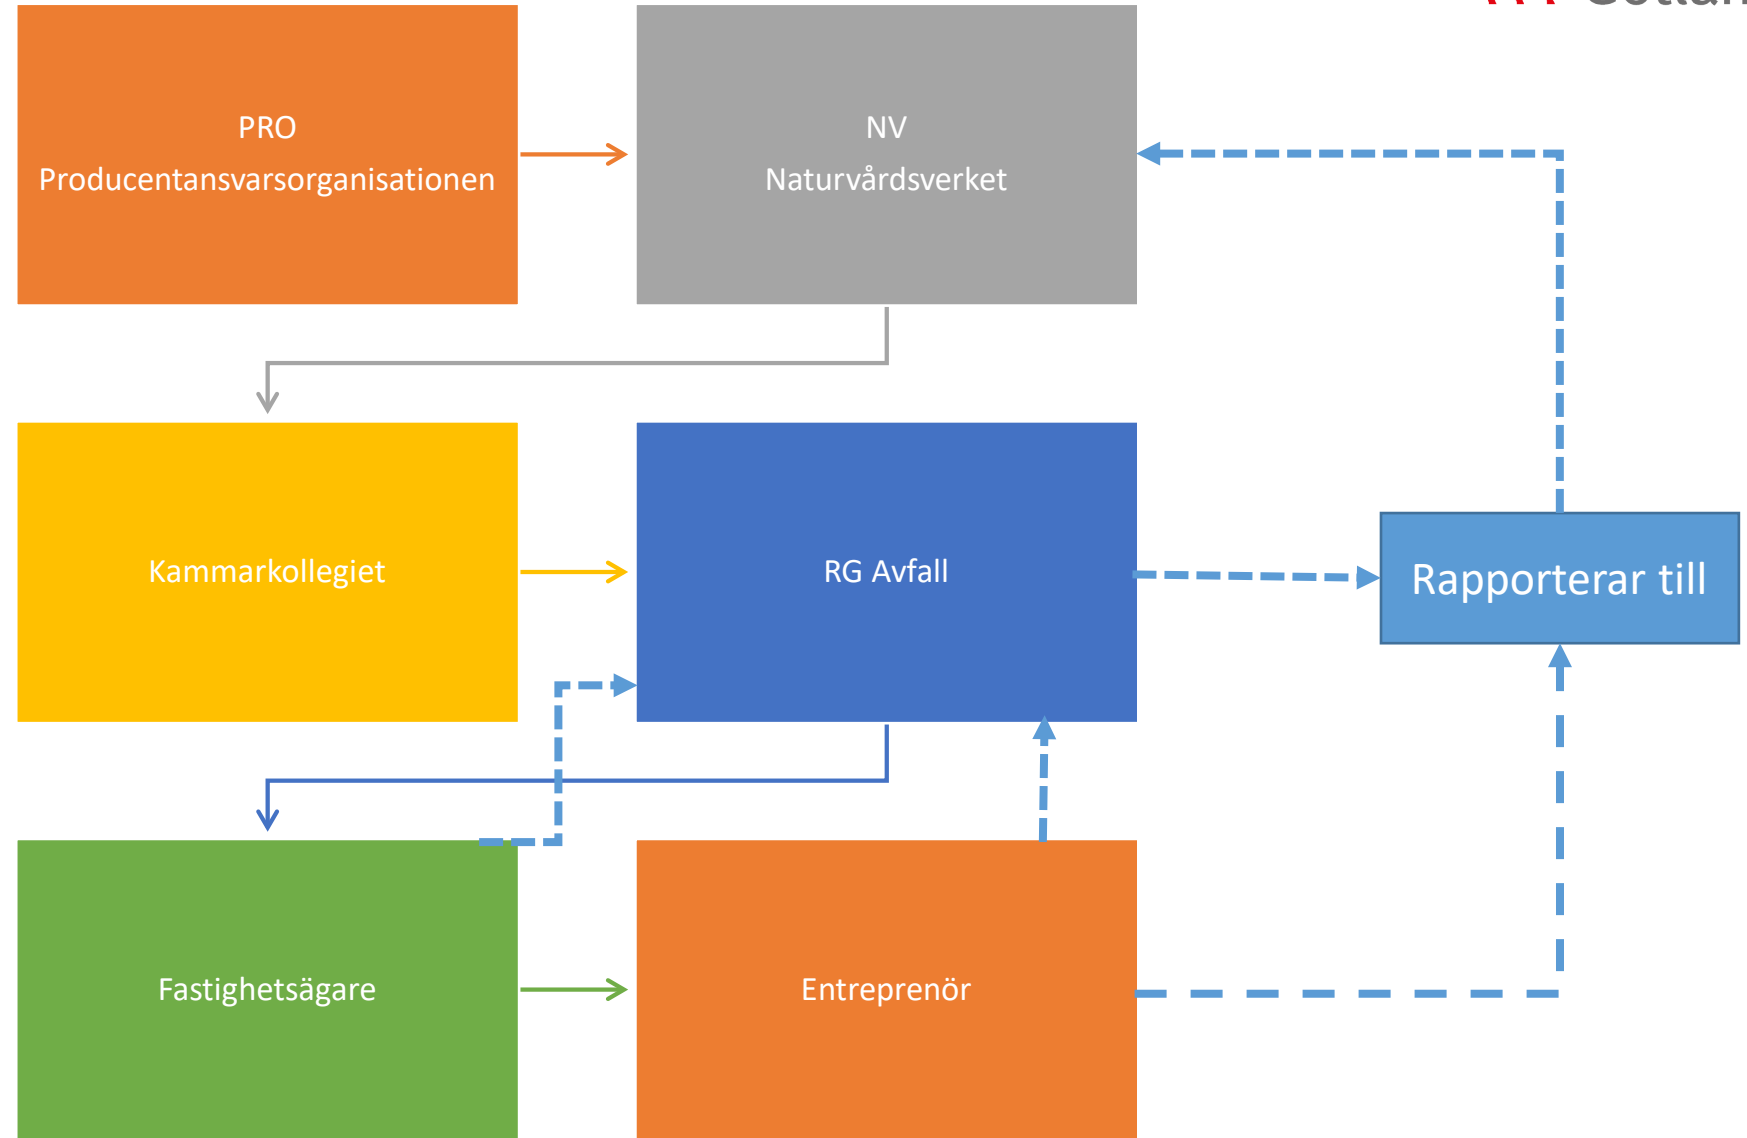 PRO
Producentansvarsorganisationen
NV
Naturvårdsverket
Kammarkollegiet
RG Avfall
Rapporterar till
Fastighetsägare
Entreprenör